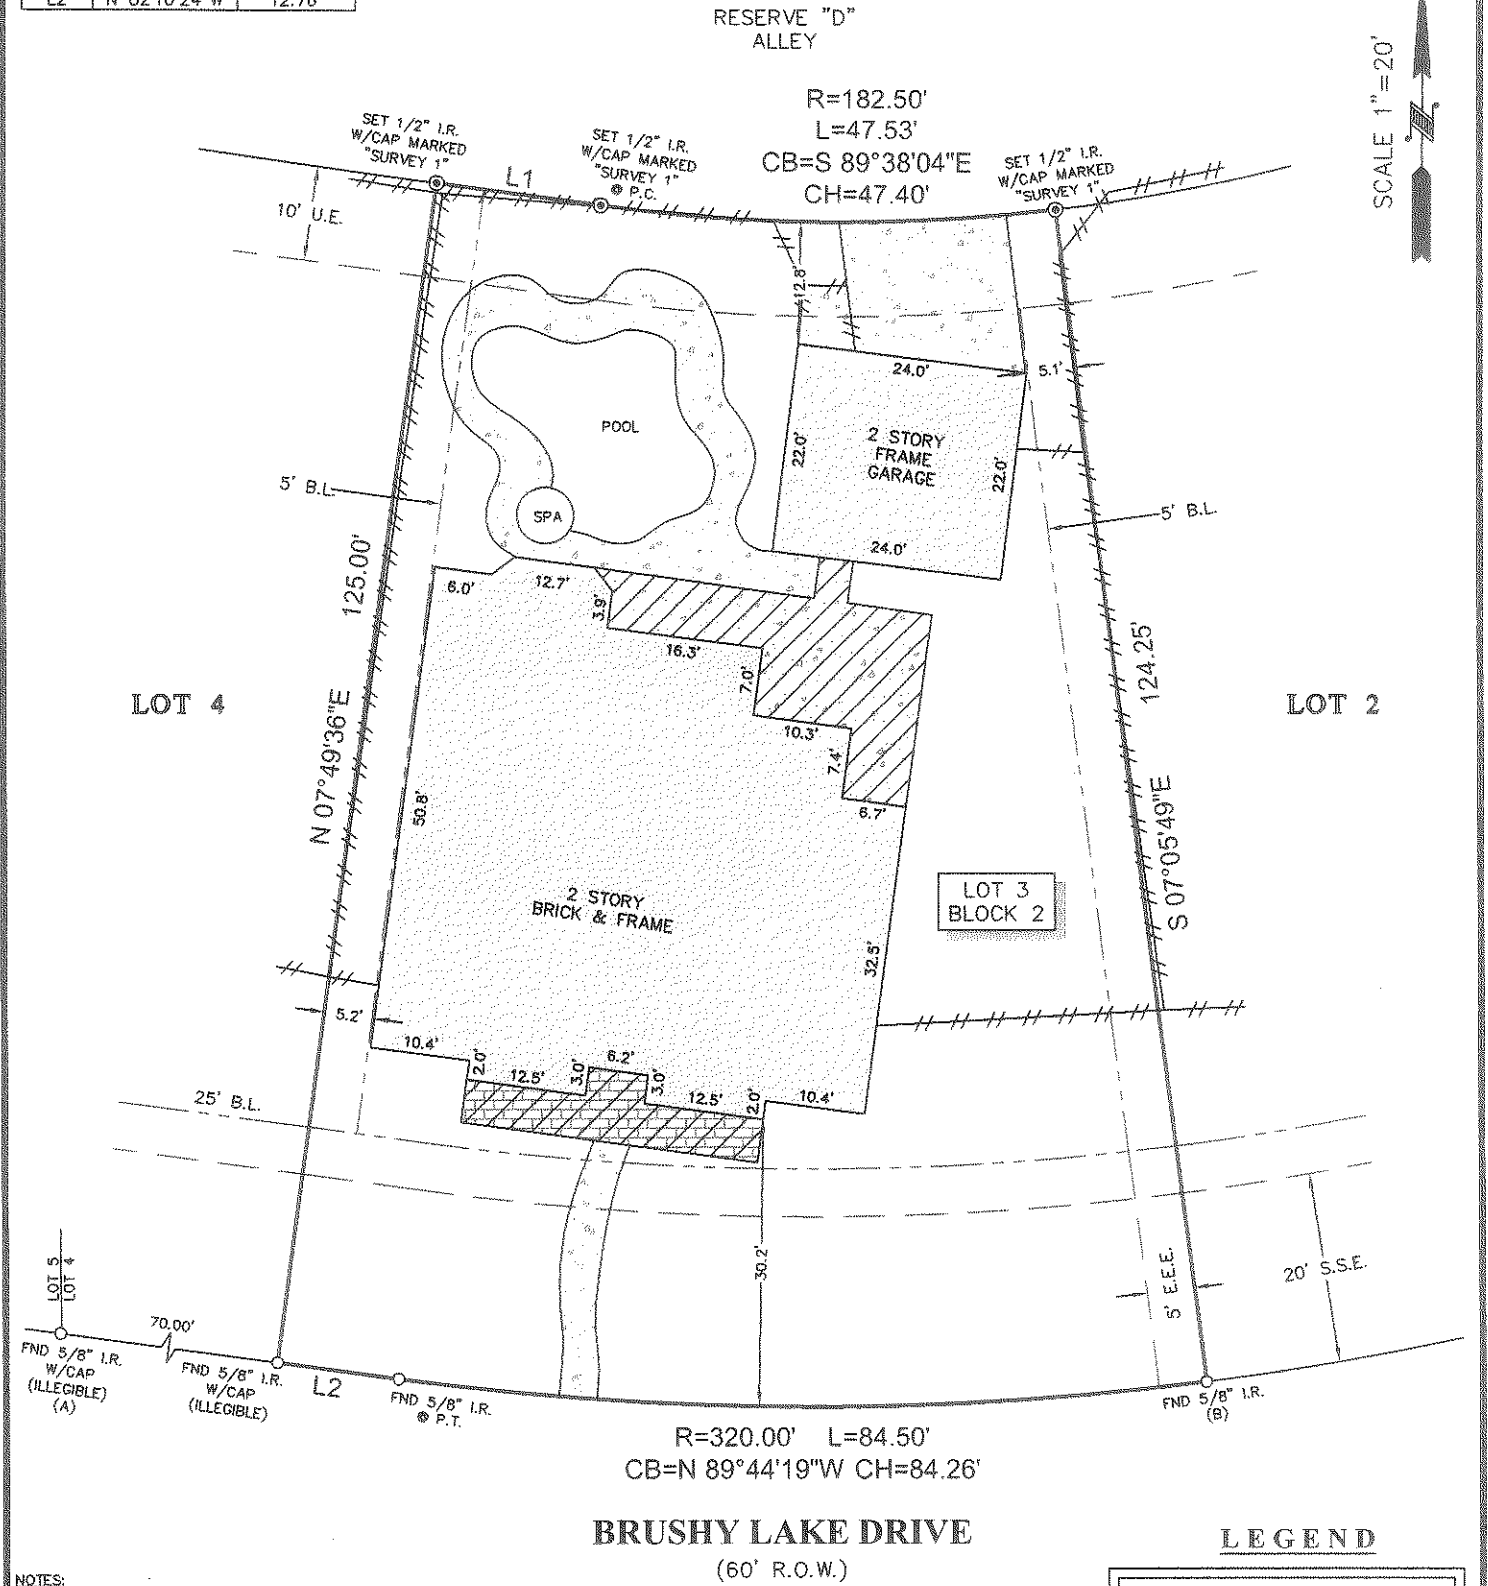 L2 N 82°10'24" W 12.76'
RESERVE "D"
ALLEY
SCALE 1"=20'
R=182.50'
L=47.53'
CB=S 89°38'04"E
CH=47.40'
SET 1/2" I.R.
W/CAP MARKED
"SURVEY 1"
SET 1/2" I.R.
W/CAP MARKED
"SURVEY 1"
@ P.C.
SET 1/2" I.R.
W/CAP MARKED
"SURVEY 1"
L1
10' U.E.
12.8'
24.0'
5.1'
POOL
2 STORY
FRAME
GARAGE
22.0'
22.0'
5' B.L.
SPA
5' B.L.
24.0'
125.00'
6.0'
12.7'
3.9'
16.3'
7.0'
124.25'
LOT 4
LOT 2
N 07°49'36"E
10.3'
7.4'
50.8'
6.7'
S 07°05'49"E
2 STORY
BRICK & FRAME
LOT 3
BLOCK 2
32.5'
5.2'
10.4'
2.0'
12.5'
3.0'
6.2'
3.0'
12.5'
2.0'
10.4'
25' B.L.
30.2'
5' E.E.E.
20' S.S.E.
LOT 5
LOT 4
70.00'
FND 5/8" I.R.
W/CAP
(ILLEGIBLE)
(A)
FND 5/8" I.R.
W/CAP
(ILLEGIBLE)
L2
FND 5/8" I.R.
@ P.T.
FND 5/8" I.R.
(B)
R=320.00' L=84.50'
CB=N 89°44'19"W CH=84.26'
BRUSHY LAKE DRIVE
(60' R.O.W.)
LEGEND
NOTES: